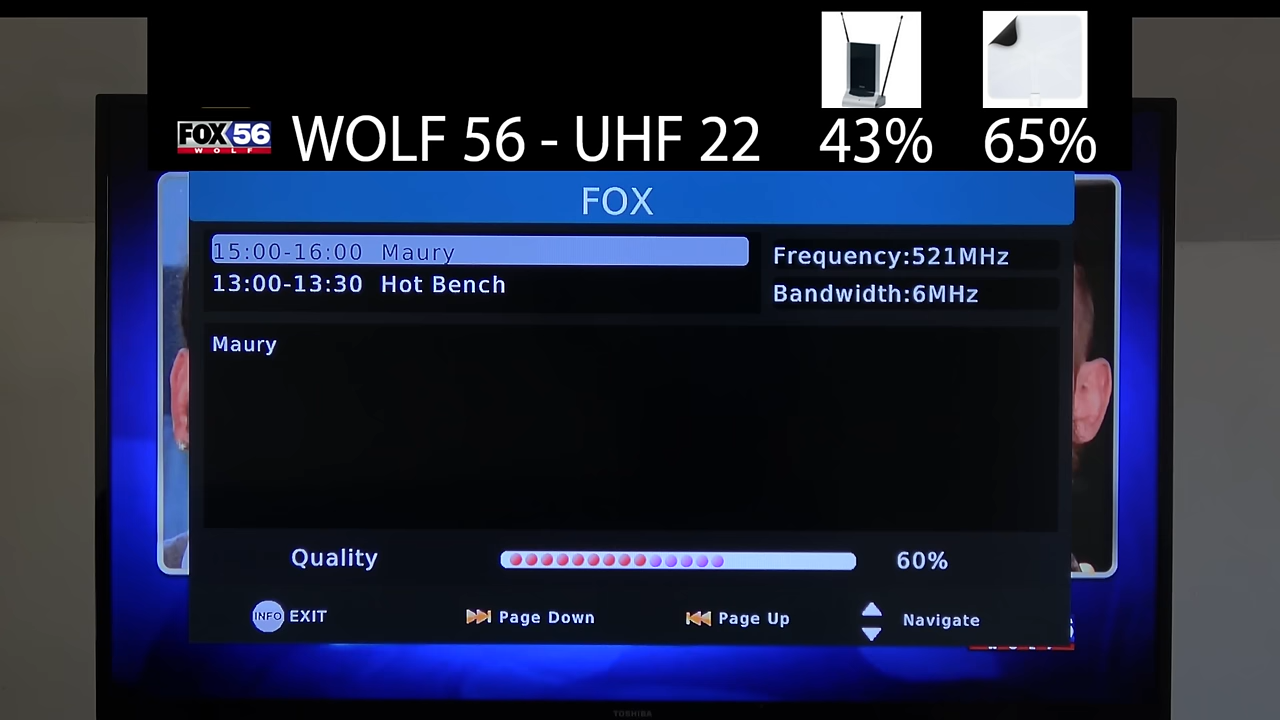 FOX 56
WOLF
WOLF 56 - UHF 22
43%
65%
FOX
15:00-16:00 Maury
13:00-13:30 Hot Bench
Frequency:521MHz
Bandwidth:6MHz
Maury
Quality
60%
INFO EXIT
Page Down
Page Up
Navigate
TOSHIBA